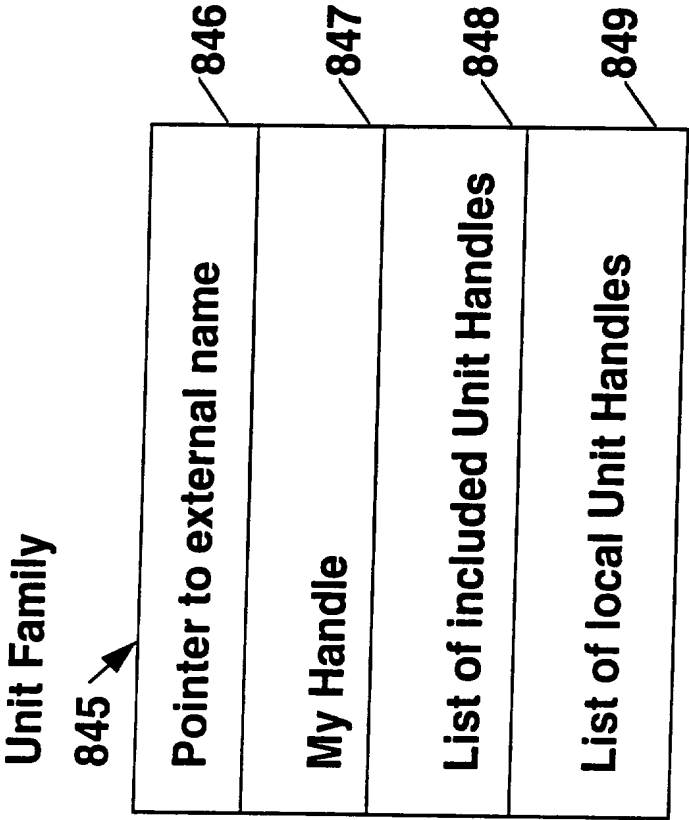 Unit Family
845
Pointer to external name
846
My Handle
847
List of included Unit Handles
848
List of local Unit Handles
849